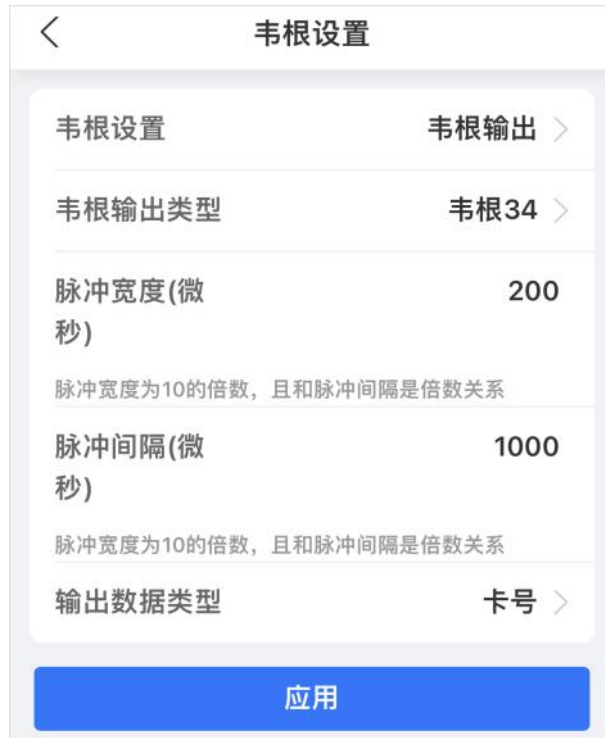 韦根设置
韦根设置 韦根输出
韦根输出类型 韦根34
脉冲宽度(微 200
秒)
脉冲宽度为10的倍数，且和脉冲间隔是倍数关系
脉冲间隔(微 1000
秒)
脉冲宽度为10的倍数，且和脉冲间隔是倍数关系
输出数据类型 卡号
应用